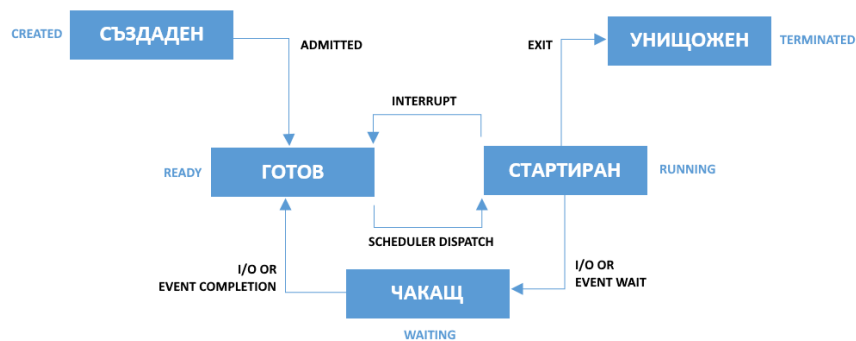 CREATED
СЪЗДАДЕН
ADMITTED
EXIT
УНИЩОЖЕН
TERMINATED
INTERRUPT
READY
ГОТОВ
СТАРТИРАН
RUNNING
SCHEDULER DISPATCH
I/O OR
EVENT COMPLETION
ЧАКАЩ
I/O OR
EVENT WAIT
WAITING